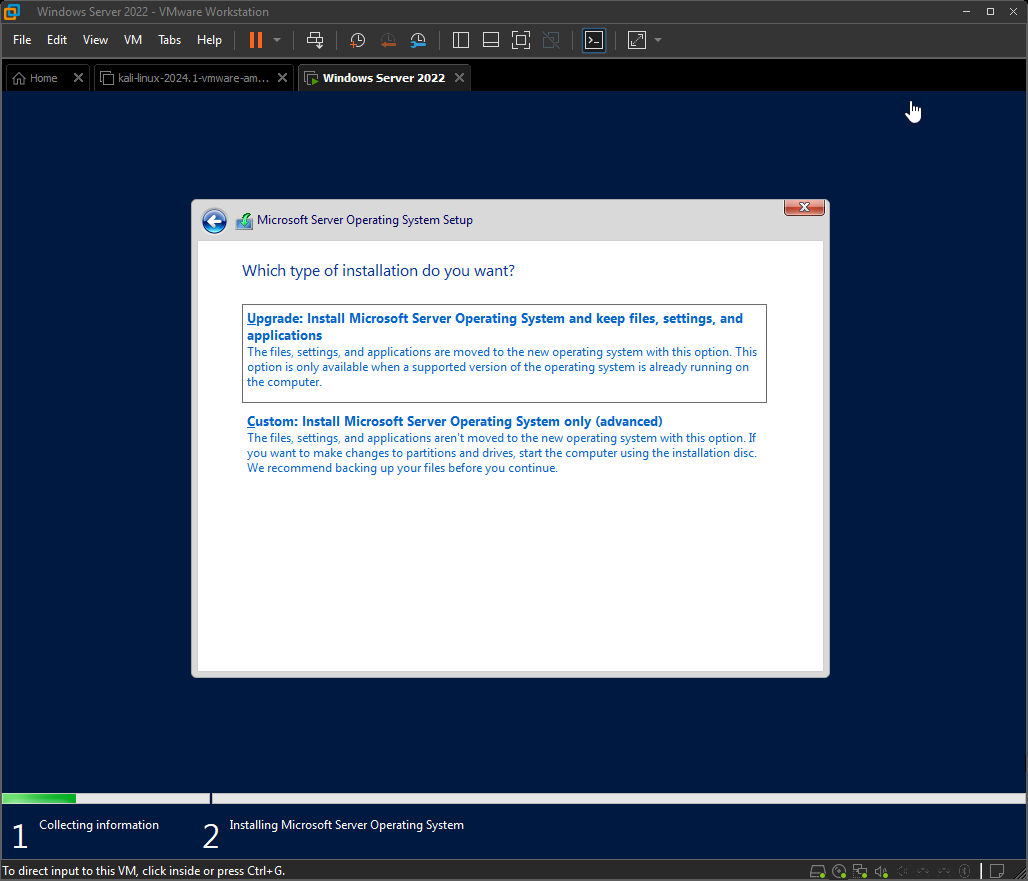 Windows Server 2022 - VMware Workstation
File Edit View VM Tabs Help
Home kali-linux-2024.1-vmware-am... Windows Server 2022
Microsoft Server Operating System Setup
Which type of installation do you want?
Upgrade: Install Microsoft Server Operating System and keep files, settings, and
applications
The files, settings, and applications are moved to the new operating system with this option. This
option is only available when a supported version of the operating system is already running on
the computer.
Custom: Install Microsoft Server Operating System only (advanced)
The files, settings, and applications aren't moved to the new operating system with this option. If
you want to make changes to partitions and drives, start the computer using the installation disc.
We recommend backing up your files before you continue.
1 Collecting information 2 Installing Microsoft Server Operating System
To direct input to this VM, click inside or press Ctrl+G.